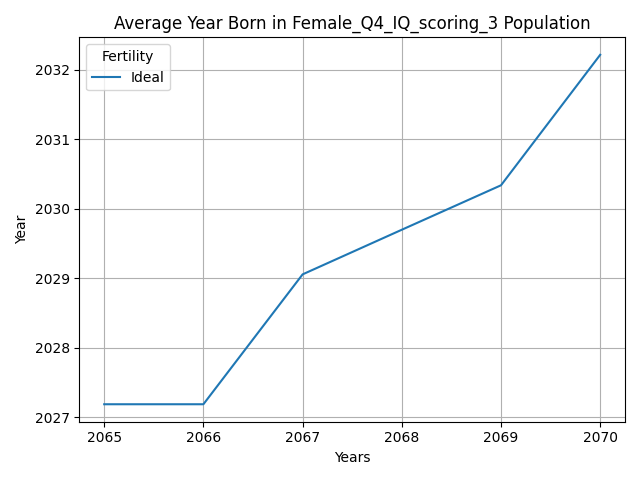 Average Year Born in Female_Q4_IQ_scoring_3 Population
Fertility
Ideal
2032
2031
2030
2029
2028
2027
Year
2065 2066 2067 2068 2069 2070
Years